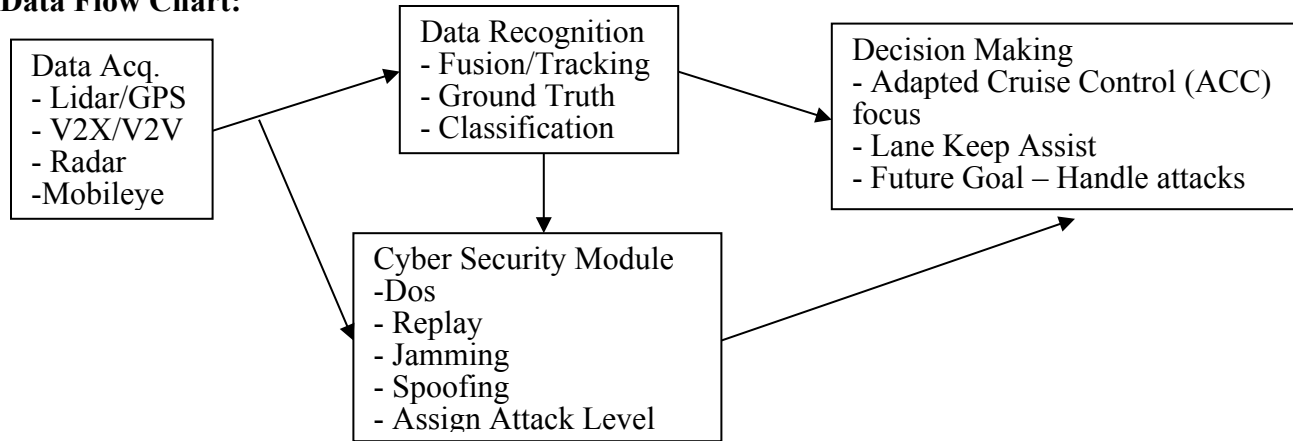 Data Flow Chart:
Data Acq.
- Lidar/GPS
- V2X/V2V
- Radar
-Mobileye
Data Recognition
- Fusion/Tracking
- Ground Truth
- Classification
Decision Making
- Adapted Cruise Control (ACC)
focus
- Lane Keep Assist
- Future Goal – Handle attacks
Cyber Security Module
-Dos
- Replay
- Jamming
- Spoofing
- Assign Attack Level